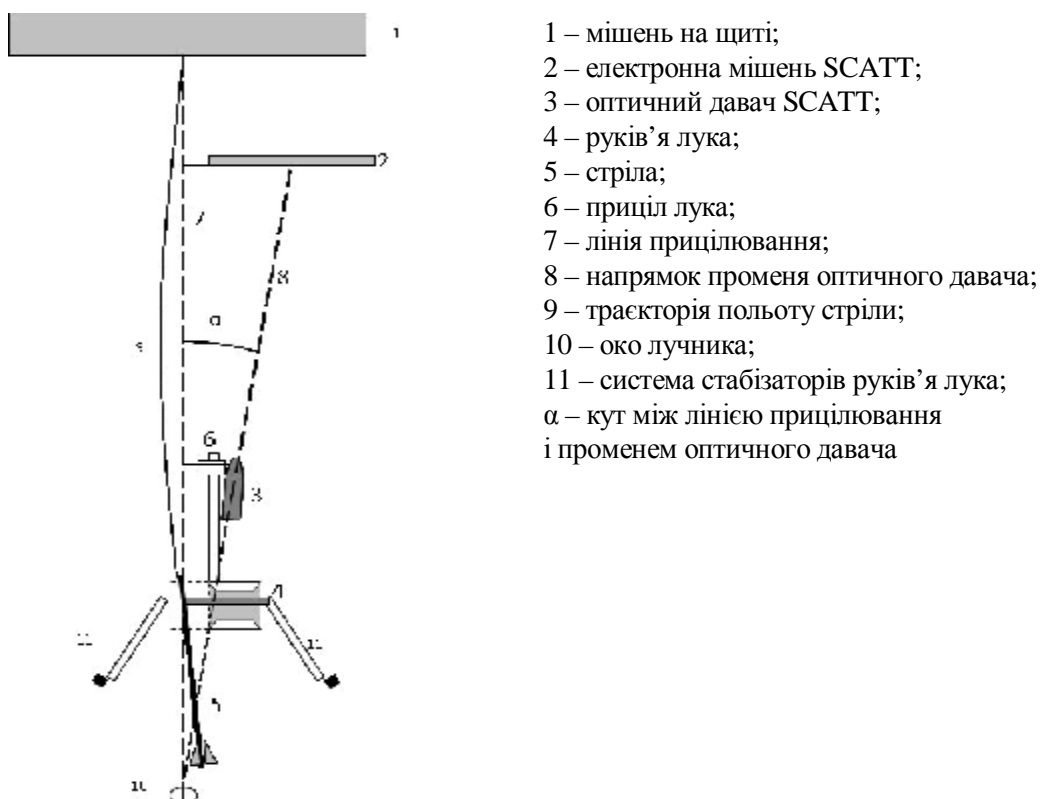 1
1 – мішень на щиті;
2 – електронна мішень SCATT;
3 – оптичний давач SCATT;
4 – руків’я лука;
5 – стріла;
6 – приціл лука;
7 – лінія прицілювання;
8 – напрямок променя оптичного давача;
9 – траєкторія польоту стріли;
10 – око лучника;
11 – система стабізаторів руків’я лука;
α – кут між лінією прицілювання
і променем оптичного давача
2
7
8
α
9
6
3
4
11
11
5
10